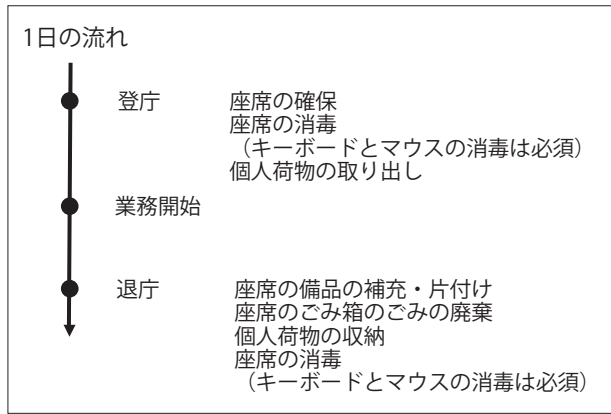 1日の流れ
登庁
座席の確保
座席の消毒
（キーボードとマウスの消毒は必須）
個人荷物の取り出し
業務開始
退庁
座席の備品の補充・片付け
座席のごみ箱のごみの廃棄
個人荷物の収納
座席の消毒
（キーボードとマウスの消毒は必須）